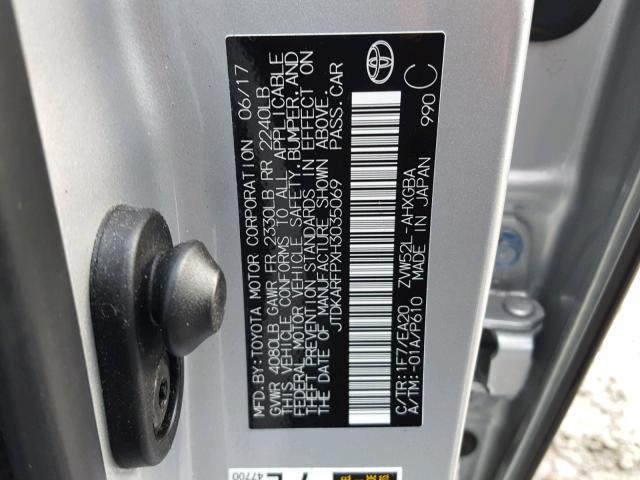 MFD.BY-TOYOTA MOTOR CORPORATION 06/17
GVWR 4080LB GAWR FR 2330LB RR 2240LB
THIS VEHICLE CONFORMS TO ALL APPLICABLE
FEDERAL MOTOR VEHICLE SAFETY, BUMPER, AND
THEFT PREVENTION STANDARDS IN EFFECT ON
THE DATE OF MANUFACTURE SHOWN ABOVE.
JTDKARFPXH3035069 PASS.CAR
C/TR:1F7/EA20 ZVW52L-AHXGBA
A/TM:-01A/P610 MADE IN JAPAN
990 C
47700